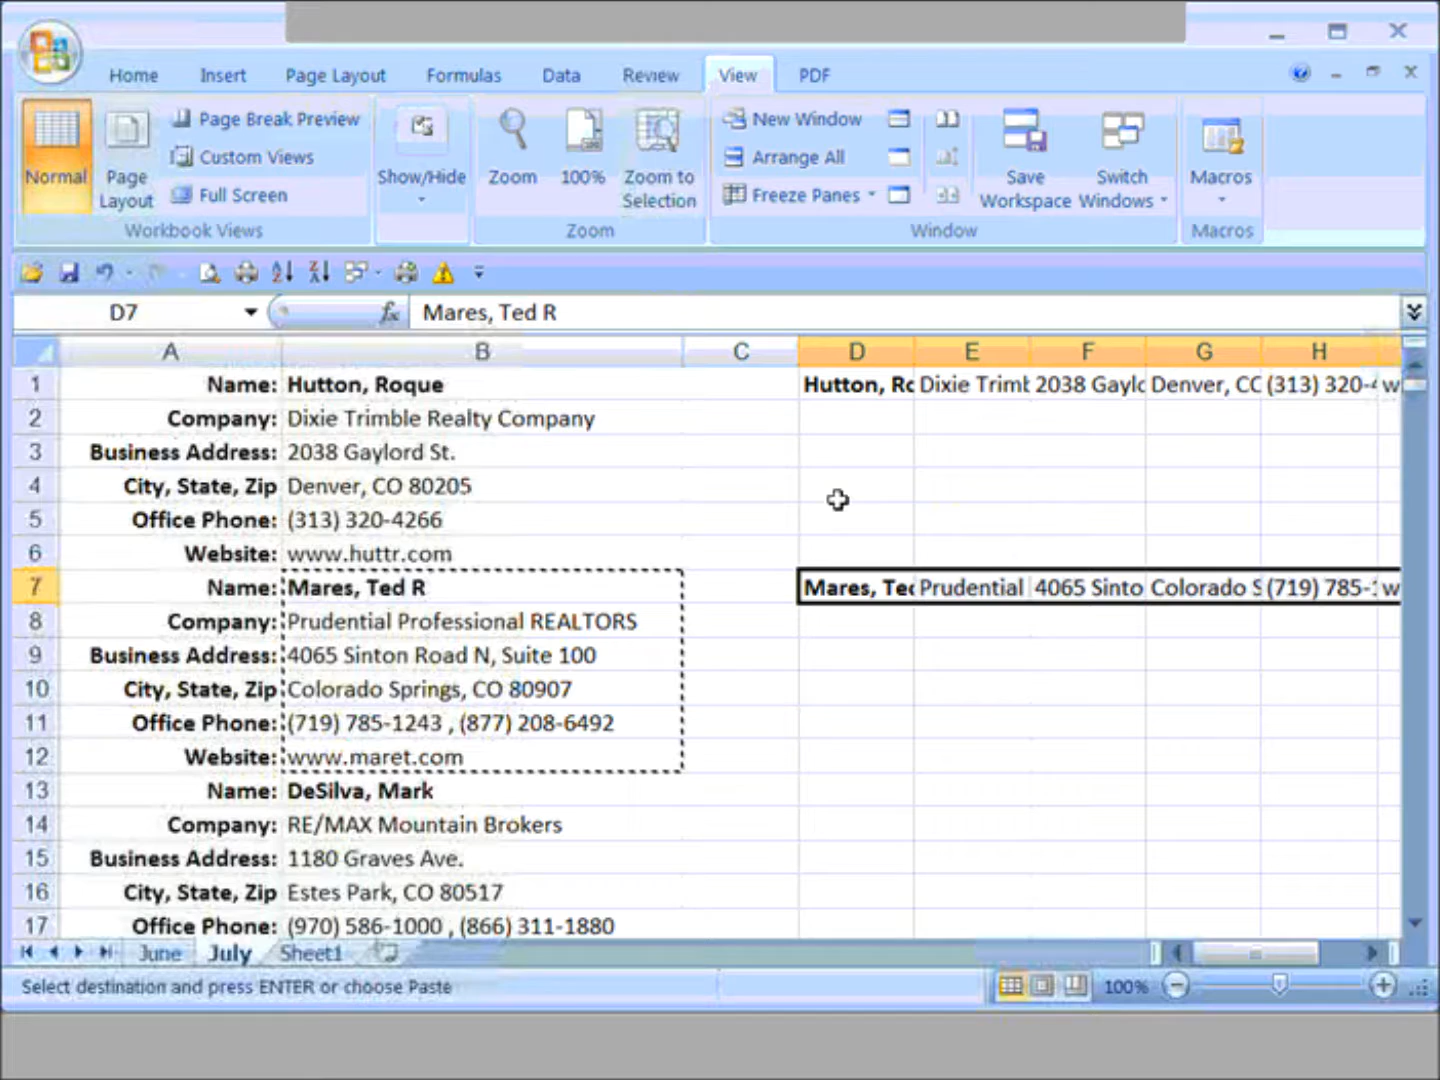 Home Insert Page Layout Formulas Data Review View PDF
Normal
Page Layout
Page Break Preview
Custom Views
Full Screen
Workbook Views
Show/Hide
Zoom
100%
Zoom to Selection
Zoom
New Window
Arrange All
Freeze Panes
Save Workspace
Switch Windows
Window
Macros
Macros
D7 fx Mares, Ted R
A B C D E F G H
1 Name: Hutton, Roque Hutton, Ro Dixie Trimb 2038 Gaylo Denver, CO (313) 320-4 w
2 Company: Dixie Trimble Realty Company
3 Business Address: 2038 Gaylord St.
4 City, State, Zip Denver, CO 80205
5 Office Phone: (313) 320-4266
6 Website: www.huttr.com
7 Name: Mares, Ted R Mares, Ted Prudential 4065 Sinto Colorado S (719) 785-1 w
8 Company: Prudential Professional REALTORS
9 Business Address: 4065 Sinton Road N, Suite 100
10 City, State, Zip Colorado Springs, CO 80907
11 Office Phone: (719) 785-1243 , (877) 208-6492
12 Website: www.maret.com
13 Name: DeSilva, Mark
14 Company: RE/MAX Mountain Brokers
15 Business Address: 1180 Graves Ave.
16 City, State, Zip Estes Park, CO 80517
17 Office Phone: (970) 586-1000 , (866) 311-1880
June July Sheet1
Select destination and press ENTER or choose Paste 100%